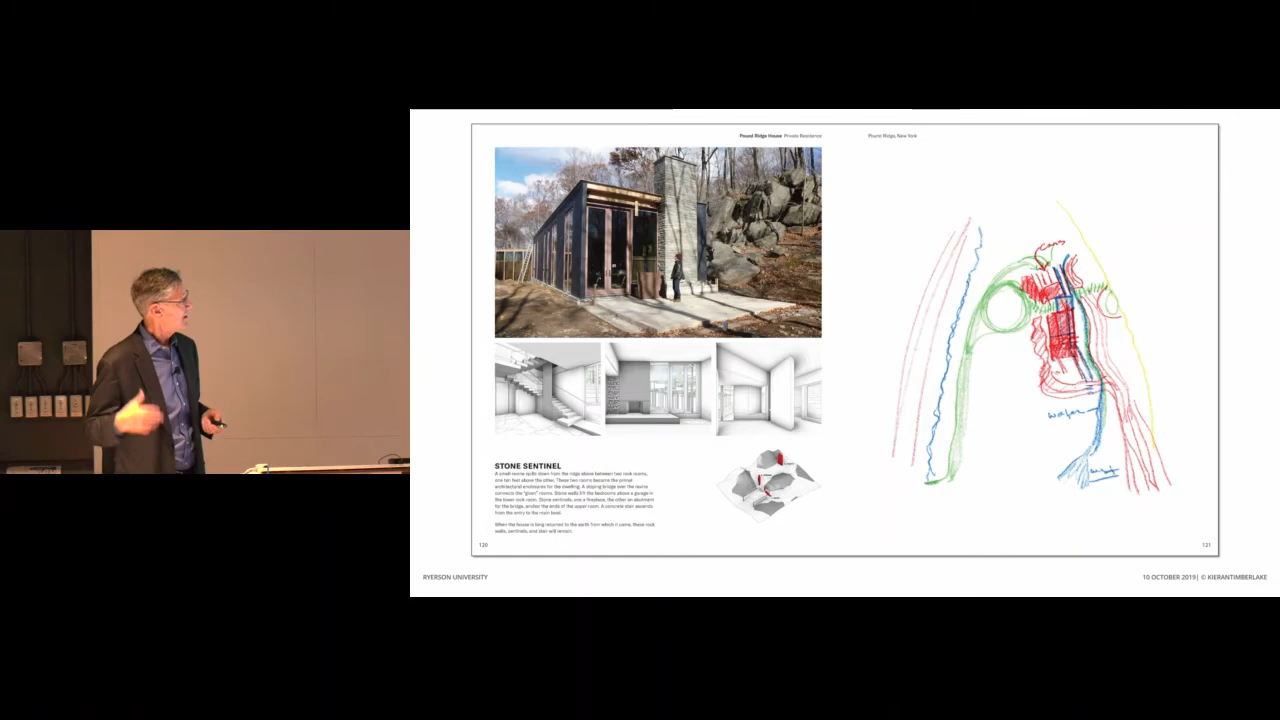 Pound Ridge House Private Residence
Pound Ridge, New York
cars
water
STONE SENTINEL
A small ravine spills down from the ridge above between two rock rooms,
one ten feet above the other. These two rooms become the primal
architectural enclosures for the dwelling. A sloping bridge over the ravine
connects the "given" rooms. Stone walls lift the bedrooms above a garage in
the lower rock room. Stone sentinels, one a fireplace, the other an abutment
for the bridge, anchor the ends of the upper room. A concrete stair ascends
from the entry to the main level.
When the house is long returned to the earth from which it came, these rock
walls, sentinels, and stair will remain.
120
121
RYERSON UNIVERSITY
10 OCTOBER 2019| © KIERANTIMBERLAKE